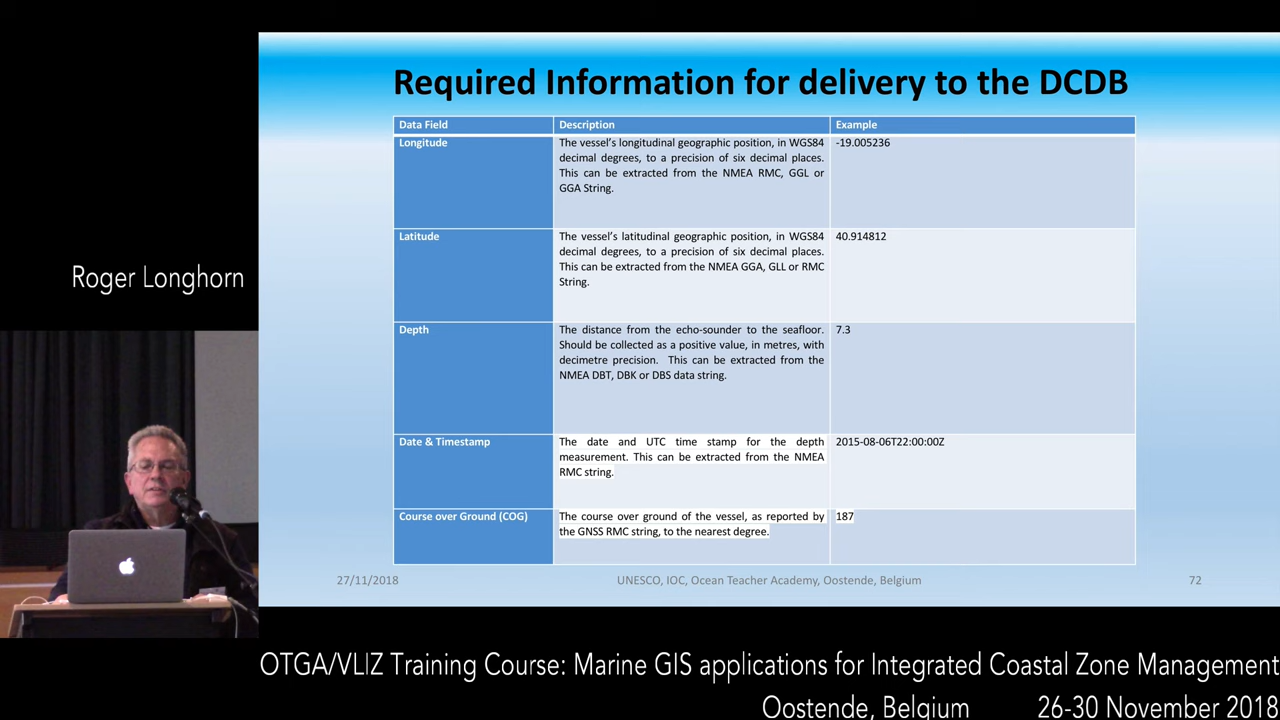 Required Information for delivery to the DCDB
Data Field
Description
Example
Longitude
The vessel's longitudinal geographic position, in WGS84
decimal degrees, to a precision of six decimal places.
This can be extracted from the NMEA RMC, GGL or
GGA String.
-19.005236
Latitude
The vessel's latitudinal geographic position, in WGS84
decimal degrees, to a precision of six decimal places.
This can be extracted from the NMEA GGA, GLL or RMC
String.
40.914812
Depth
The distance from the echo-sounder to the seafloor.
Should be collected as a positive value, in metres, with
decimetre precision. This can be extracted from the
NMEA DBT, DBK or DBS data string.
7.3
Date & Timestamp
The date and UTC time stamp for the depth
measurement. This can be extracted from the NMEA
RMC string.
2015-08-06T22:00:00Z
Course over Ground (COG)
The course over ground of the vessel, as reported by
the GNSS RMC string, to the nearest degree.
187
27/11/2018
UNESCO, IOC, Ocean Teacher Academy, Oostende, Belgium
72
Roger Longhorn
OTGA/VLIZ Training Course: Marine GIS applications for Integrated Coastal Zone Management
Oostende, Belgium 26-30 November 2018